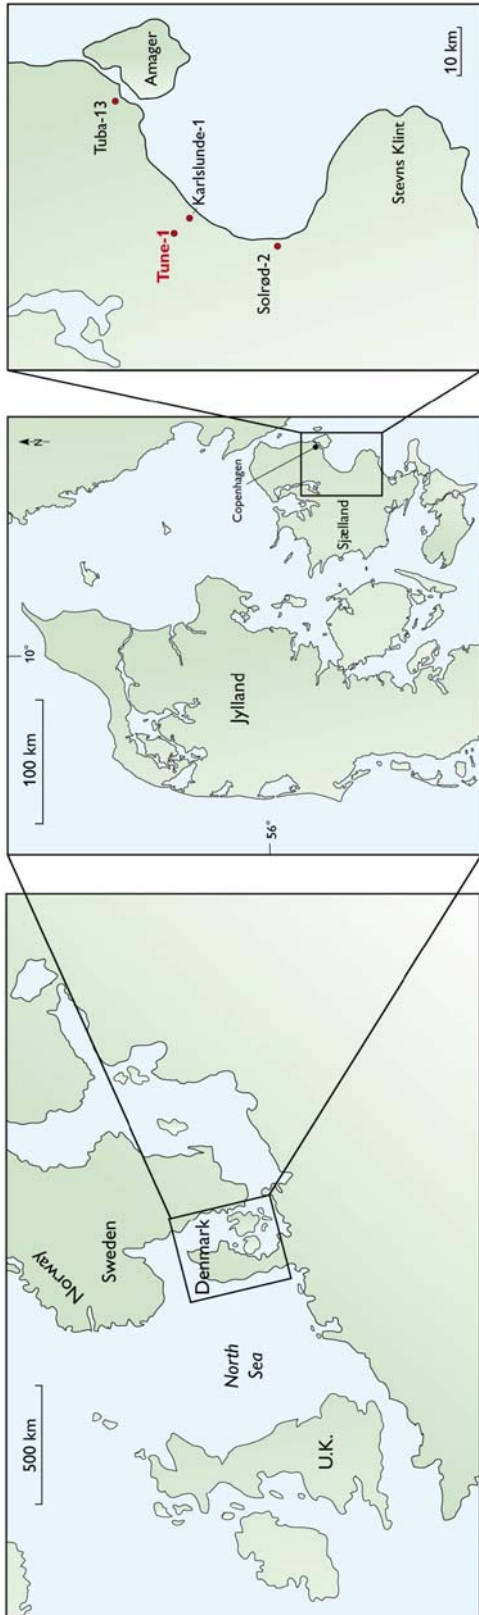 500 km
Norway
Sweden
Denmark
North
Sea
U.K.
100 km
10°
N
56°
Jylland
Copenhagen
Sjælland
Amager
Tuba-13
Karlslunde-1
Tune-1
Solrød-2
Stevns Klint
10 km